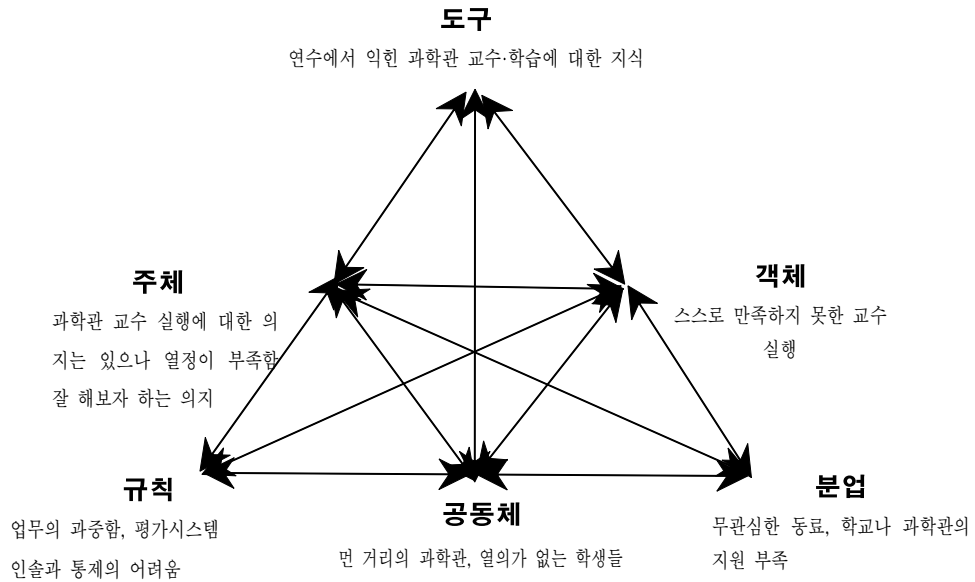 도구
연수에서 익힌 과학관 교수·학습에 대한 지식
주체
과학관 교수 실행에 대한 의
지는 있으나 열정이 부족함
잘 해보자 하는 의지
객체
스스로 만족하지 못한 교수
실행
규칙
업무의 과중함, 평가시스템
인솔과 통제의 어려움
공동체
먼 거리의 과학관, 열의가 없는 학생들
분업
무관심한 동료, 학교나 과학관의
지원 부족